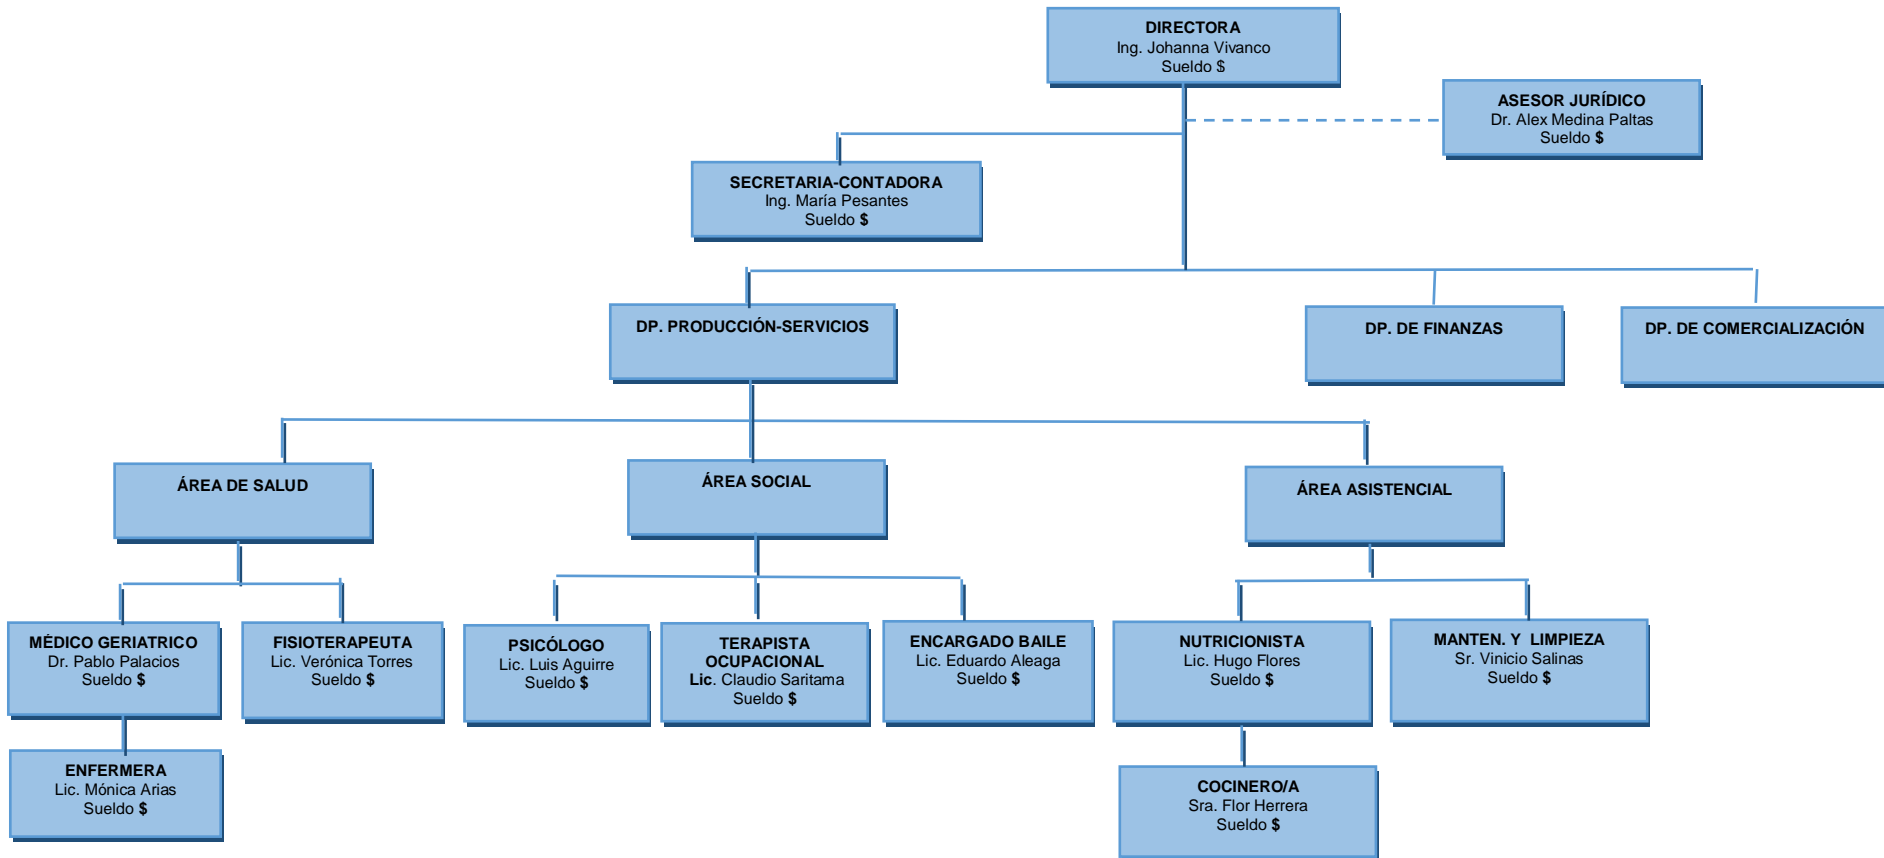 DIRECTORA
Ing. Johanna Vivanco
Sueldo $
ASESOR JURÍDICO
Dr. Alex Medina Paltas
Sueldo $
SECRETARIA-CONTADORA
Ing. María Pesantes
Sueldo $
DP. PRODUCCIÓN-SERVICIOS
DP. DE FINANZAS
DP. DE COMERCIALIZACIÓN
ÁREA DE SALUD
ÁREA SOCIAL
ÁREA ASISTENCIAL
MÉDICO GERIATRICO
Dr. Pablo Palacios
Sueldo $
FISIOTERAPEUTA
Lic. Verónica Torres
Sueldo $
PSICÓLOGO
Lic. Luis Aguirre
Sueldo $
TERAPISTA
OCUPACIONAL
Lic. Claudio Saritama
Sueldo $
ENCARGADO BAILE
Lic. Eduardo Aleaga
Sueldo $
NUTRICIONISTA
Lic. Hugo Flores
Sueldo $
MANTEN. Y LIMPIEZA
Sr. Vinicio Salinas
Sueldo $
ENFERMERA
Lic. Mónica Arias
Sueldo $
COCINERO/A
Sra. Flor Herrera
Sueldo $